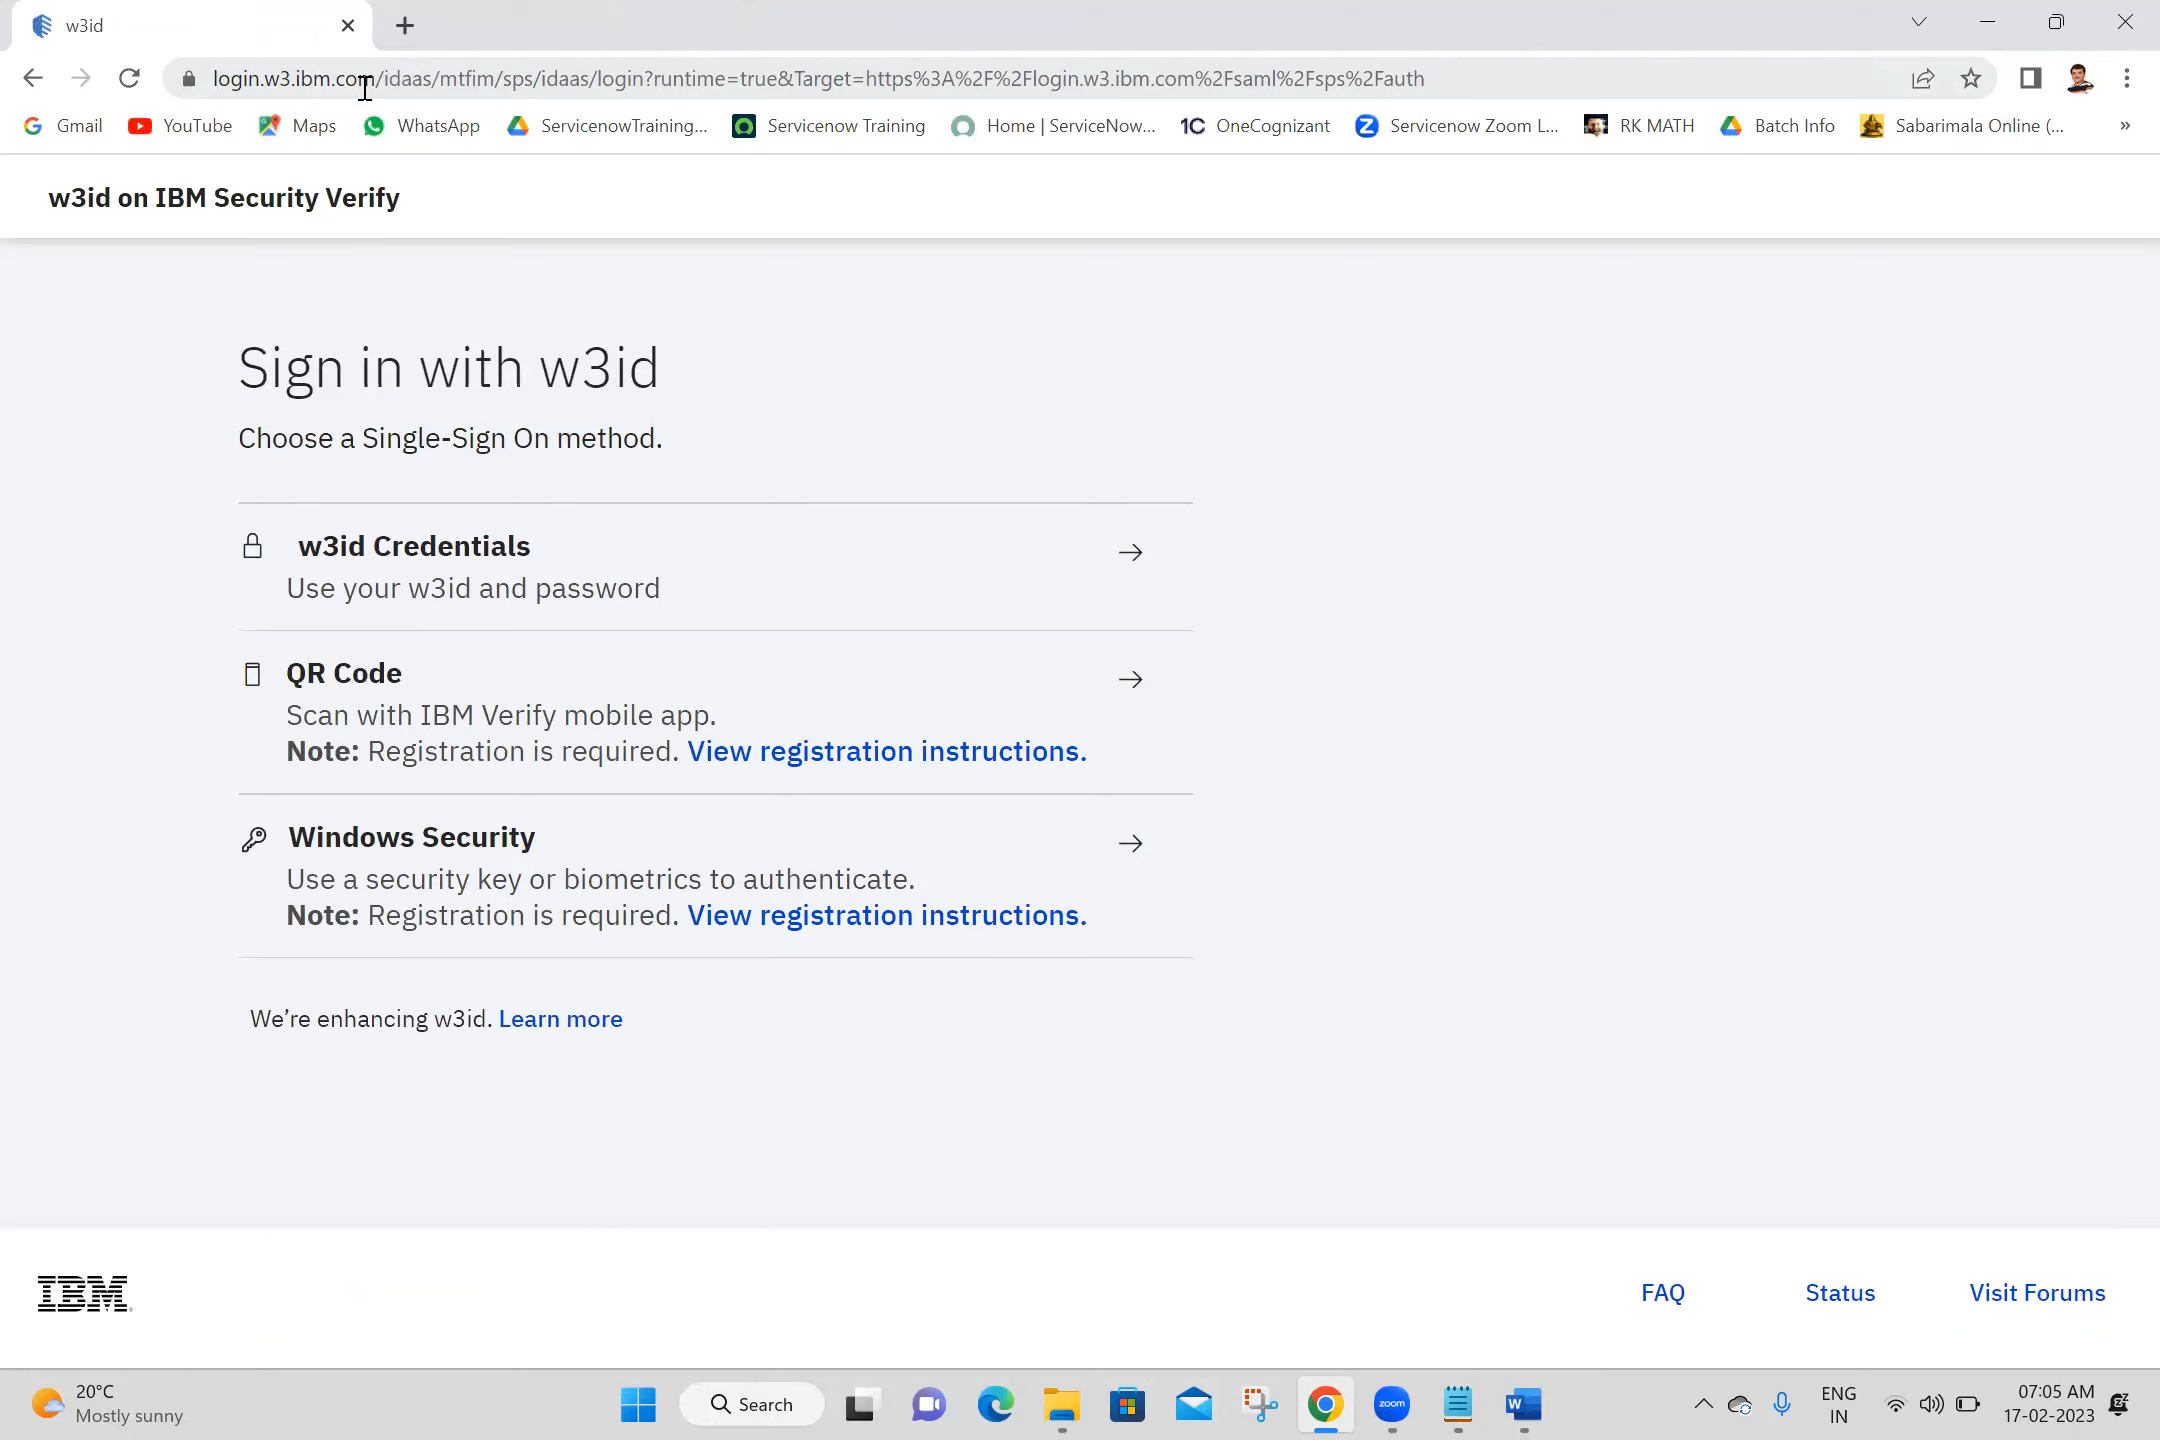 w3id
login.w3.ibm.com/idaas/mtfim/sps/idaas/login?runtime=true&Target=https%3A%2F%2Flogin.w3.ibm.com%2Fsaml%2Fsps%2Fauth
Gmail YouTube Maps WhatsApp ServicenowTraining... Servicenow Training Home | ServiceNow... 1C OneCognizant Servicenow Zoom L... RK MATH Batch Info Sabarimala Online (... »
w3id on IBM Security Verify
Sign in with w3id
Choose a Single-Sign On method.
w3id Credentials
Use your w3id and password
QR Code
Scan with IBM Verify mobile app.
Note: Registration is required. View registration instructions.
Windows Security
Use a security key or biometrics to authenticate.
Note: Registration is required. View registration instructions.
We’re enhancing w3id. Learn more
IBM
FAQ Status Visit Forums
20°C
Mostly sunny
Search
zoom
W
ENG
IN
07:05 AM
17-02-2023